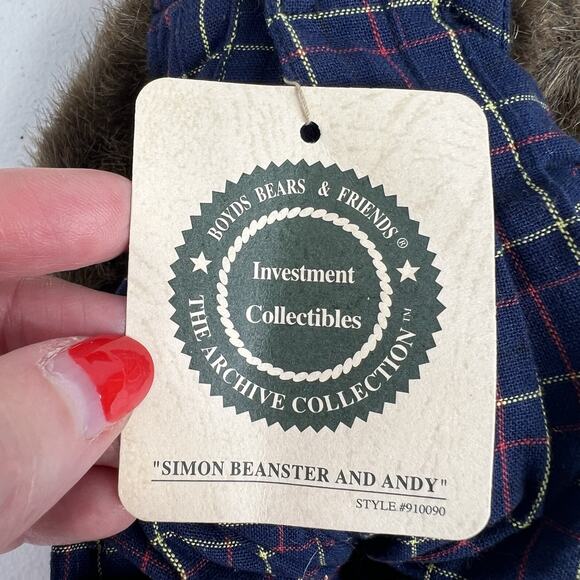 BOYDS BEARS & FRIENDS®
Investment
Collectibles
THE ARCHIVE COLLECTION™
"SIMON BEANSTER AND ANDY"
STYLE #910090